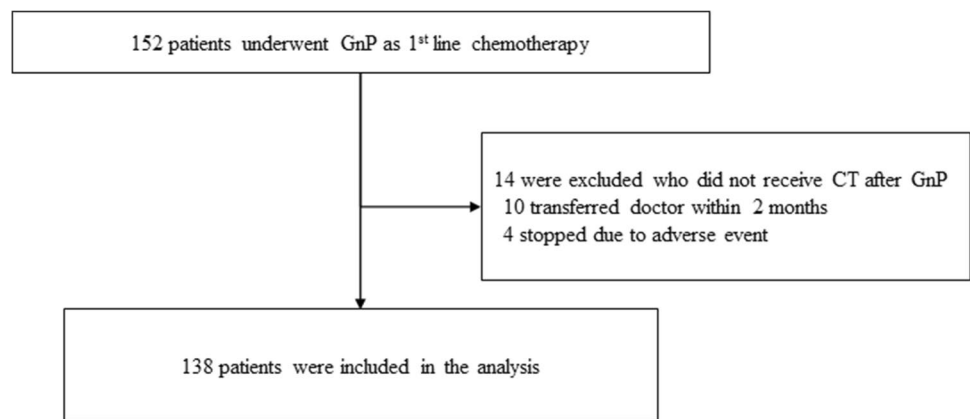 152 patients underwent GnP as 1st line chemotherapy
14 were excluded who did not receive CT after GnP
10 transferred doctor within 2 months
4 stopped due to adverse event
138 patients were included in the analysis